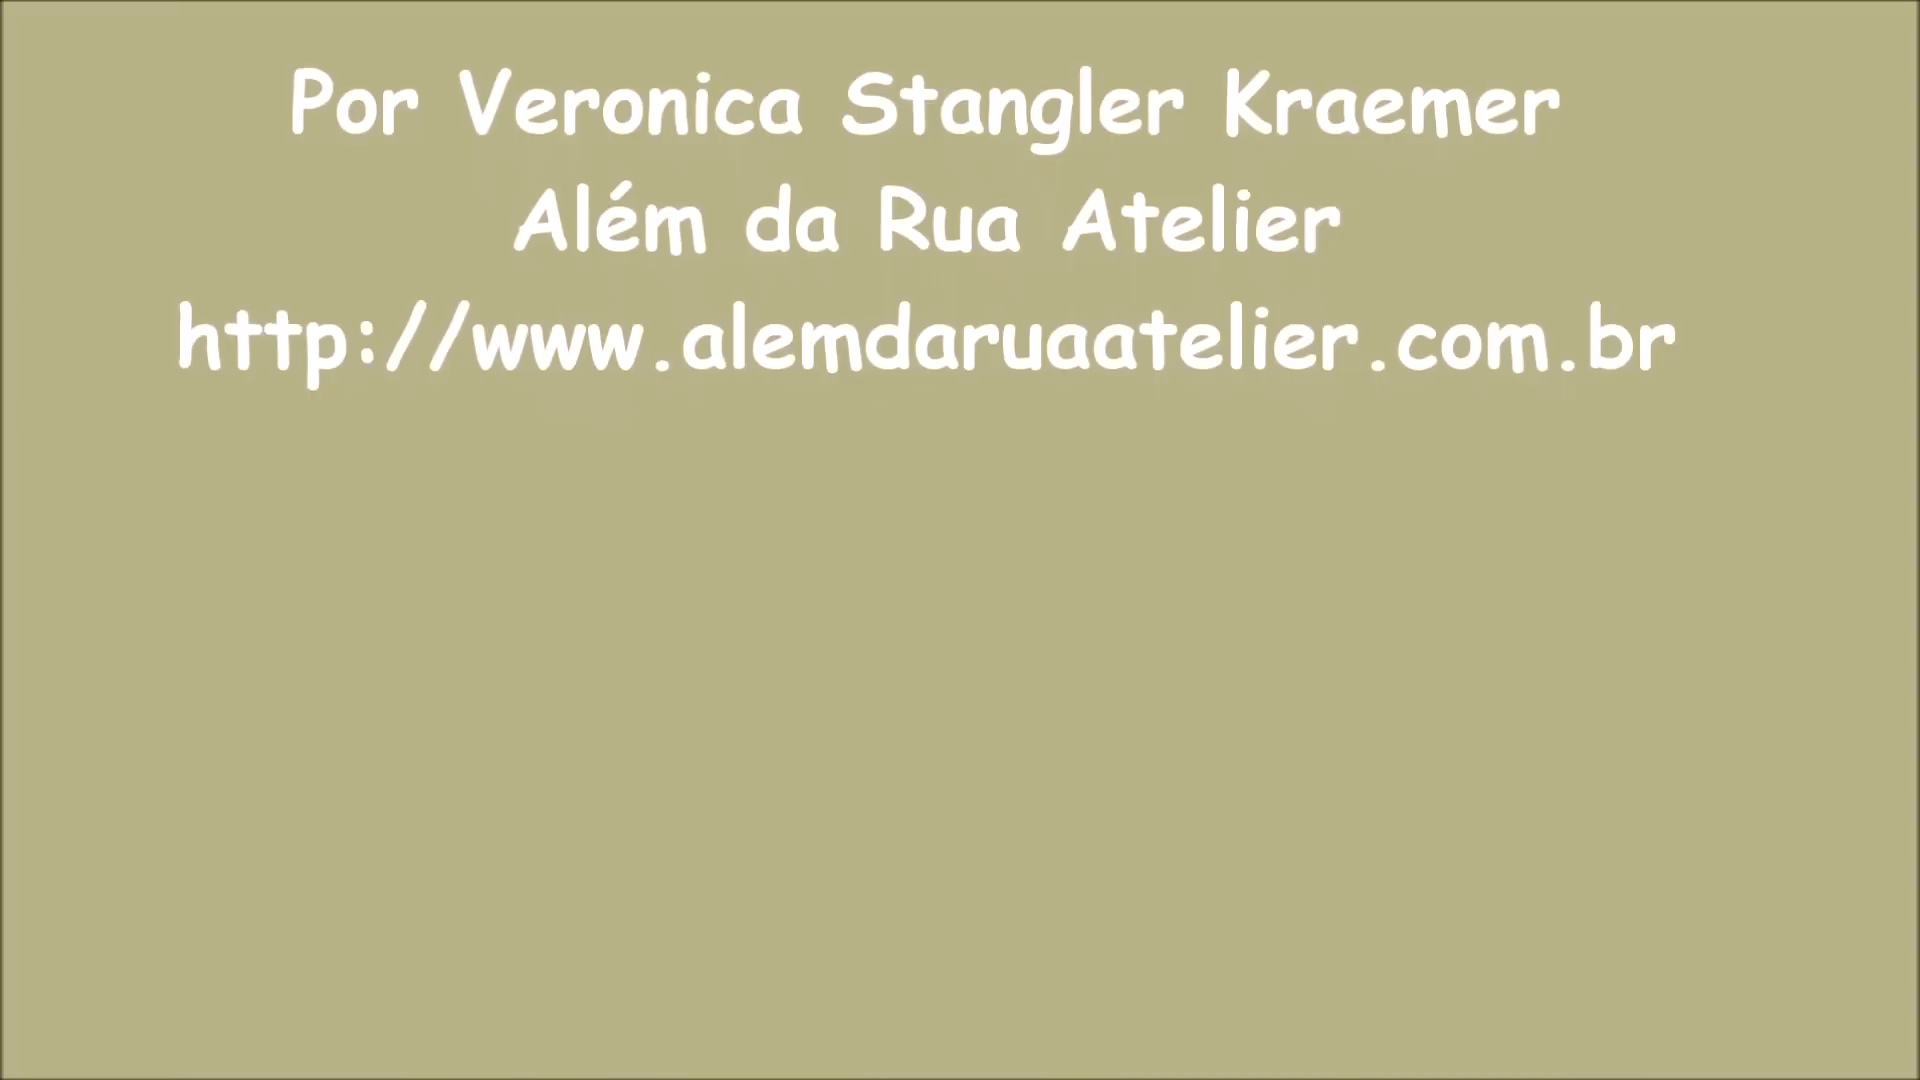 Por Veronica Stangler Kraemer
Além da Rua Atelier
http://www.alemdaruaatelier.com.br